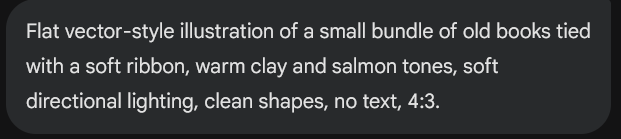 Flat vector-style illustration of a small bundle of old books tied
with a soft ribbon, warm clay and salmon tones, soft
directional lighting, clean shapes, no text, 4:3.